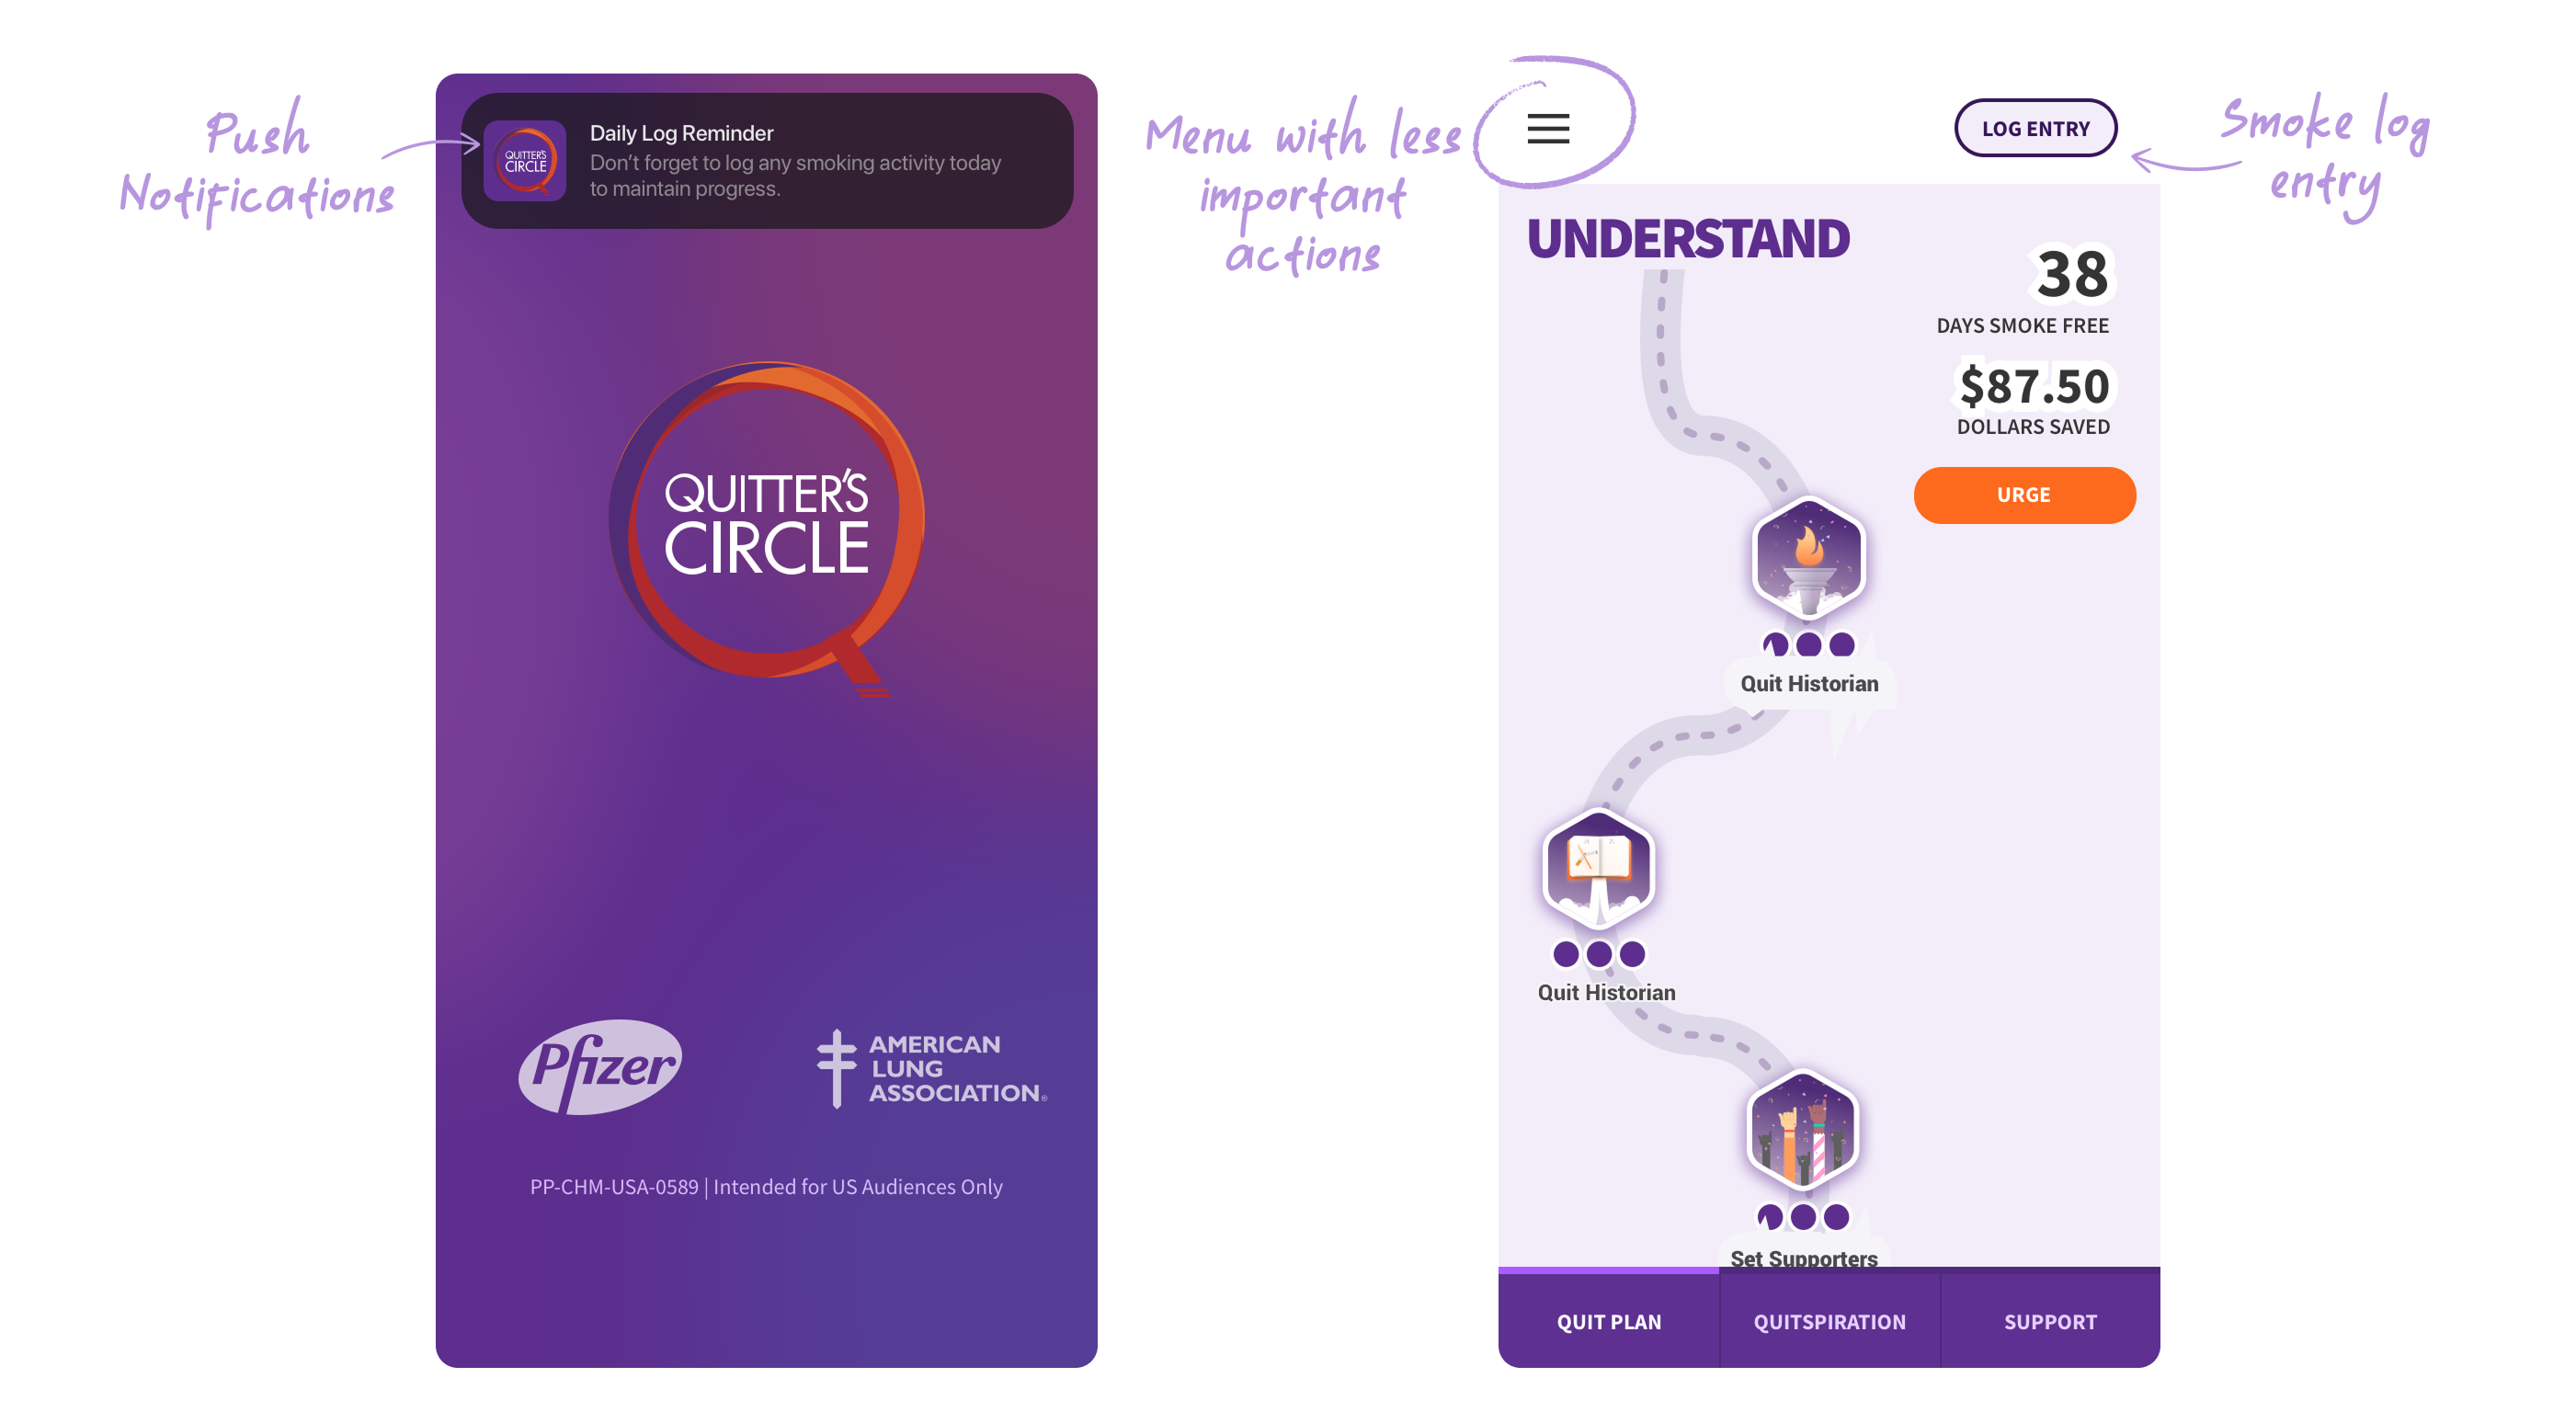 Push
Notifications
QUITTER'S
CIRCLE
Daily Log Reminder
Don't forget to log any smoking activity today
to maintain progress.
QUITTER'S
CIRCLE
Pfizer
AMERICAN
LUNG
ASSOCIATION®
PP-CHM-USA-0589 | Intended for US Audiences Only
Menu with less
important
actions
LOG ENTRY
Smoke log
entry
UNDERSTAND
38
DAYS SMOKE FREE
$87.50
DOLLARS SAVED
URGE
Quit Historian
Quit Historian
Set Supporters
QUIT PLAN
QUITSPIRATION
SUPPORT